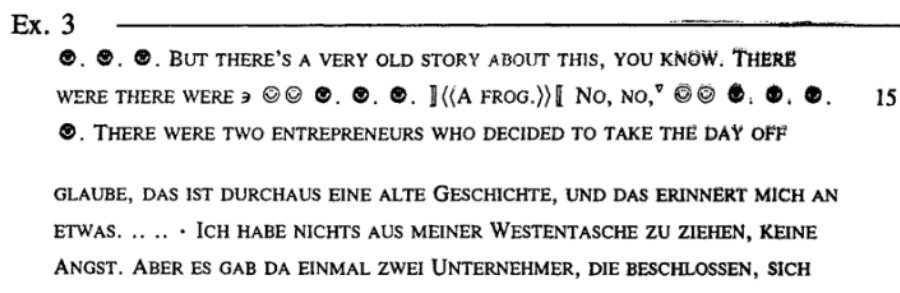 Ex. 3
☻. ☻. ☻. BUT THERE'S A VERY OLD STORY ABOUT THIS, YOU KNOW. THERE
WERE THERE WERE ɘ ☺☺ ☻. ☻. ☻. ⟧⟨⟨A FROG.⟩⟩⟦ NO, NO,▿ ☺☺ ☻. ☻. ☻. 15
☻. THERE WERE TWO ENTREPRENEURS WHO DECIDED TO TAKE THE DAY OFF
GLAUBE, DAS IST DURCHAUS EINE ALTE GESCHICHTE, UND DAS ERINNERT MICH AN
ETWAS. .. .. · ICH HABE NICHTS AUS MEINER WESTENTASCHE ZU ZIEHEN, KEINE
ANGST. ABER ES GAB DA EINMAL ZWEI UNTERNEHMER, DIE BESCHLOSSEN, SICH